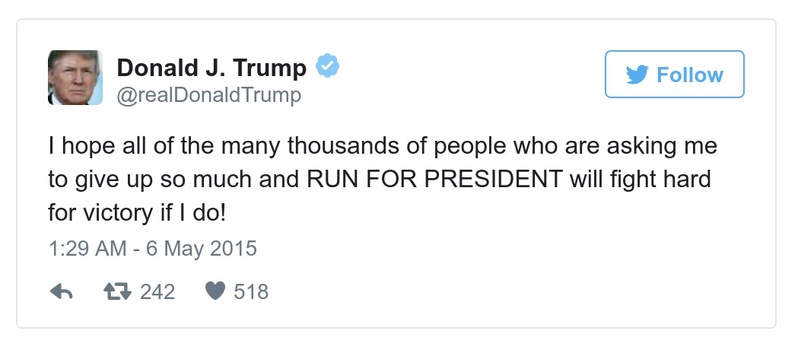 Donald J. Trump
@realDonaldTrump
Follow
I hope all of the many thousands of people who are asking me
to give up so much and RUN FOR PRESIDENT will fight hard
for victory if I do!
1:29 AM - 6 May 2015
242 518